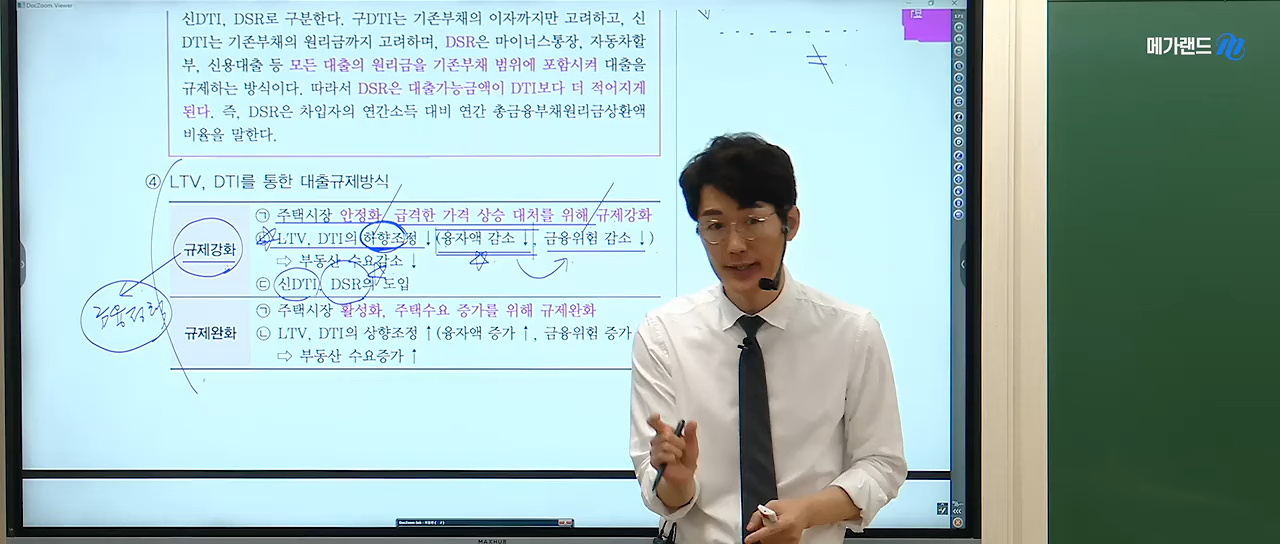 DocZoom Viewer
신DTI, DSR로 구분한다. 구DTI는 기존부채의 이자까지만 고려하고, 신
DTI는 기존부채의 원리금까지 고려하며, DSR은 마이너스통장, 자동차할
부, 신용대출 등 모든 대출의 원리금을 기존부채 범위에 포함시켜 대출을
규제하는 방식이다. 따라서 DSR은 대출가능금액이 DTI보다 더 적어지게
된다. 즉, DSR은 차입자의 연간소득 대비 연간 총금융부채원리금상환액
비율을 말한다.
메가랜드
④ LTV, DTI를 통한 대출규제방식
규제강화
㉠ 주택시장 안정화, 급격한 가격 상승 대처를 위해 규제강화
㉡ LTV, DTI의 하향조정↓(융자액 감소↓, 금융위험 감소↓)
⇨ 부동산 수요감소↓
㉢ 신DTI, DSR의 도입
규제완화
㉠ 주택시장 활성화, 주택수요 증가를 위해 규제완화
㉡ LTV, DTI의 상향조정↑(융자액 증가↑, 금융위험 증가
⇨ 부동산 수요증가↑
MAXHUB